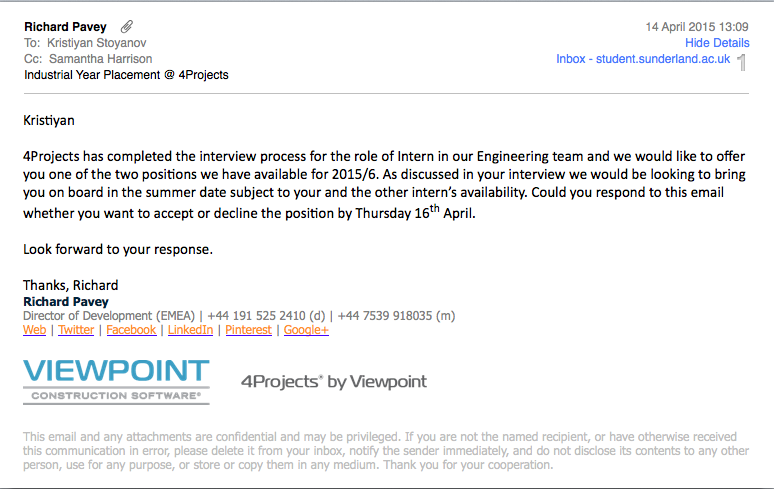 Richard Pavey
14 April 2015 13:09
To: Kristiyan Stoyanov
Hide Details
Cc: Samantha Harrison
Inbox - student.sunderland.ac.uk 1
Industrial Year Placement @ 4Projects
Kristiyan
4Projects has completed the interview process for the role of Intern in our Engineering team and we would like to offer
you one of the two positions we have available for 2015/6. As discussed in your interview we would be looking to bring
you on board in the summer date subject to your and the other intern’s availability. Could you respond to this email
whether you want to accept or decline the position by Thursday 16th April.
Look forward to your response.
Thanks, Richard
Richard Pavey
Director of Development (EMEA) | +44 191 525 2410 (d) | +44 7539 918035 (m)
Web | Twitter | Facebook | LinkedIn | Pinterest | Google+
VIEWPOINT
CONSTRUCTION SOFTWARE®
4Projects® by Viewpoint
This email and any attachments are confidential and may be privileged. If you are not the named recipient, or have otherwise received
this communication in error, please delete it from your inbox, notify the sender immediately, and do not disclose its contents to any other
person, use for any purpose, or store or copy them in any medium. Thank you for your cooperation.